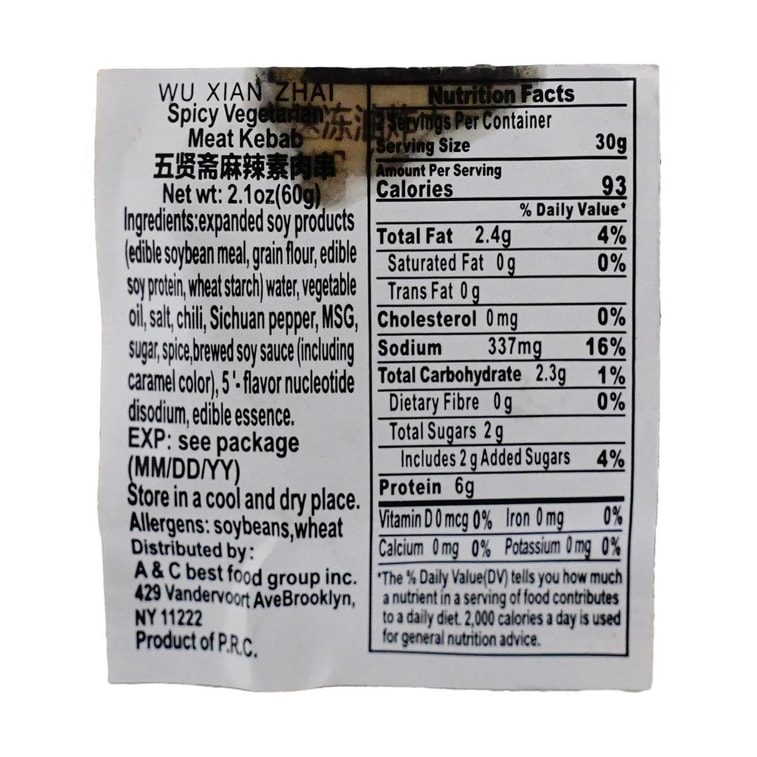 WU XIAN ZHAI
Spicy Vegetarian
Meat Kebab
五贤斋麻辣素肉串
Net wt: 2.1oz(60g)
Ingredients:expanded soy products
(edible soybean meal, grain flour, edible
soy protein, wheat starch) water, vegetable
oil, salt, chili, Sichuan pepper, MSG,
sugar, spice,brewed soy sauce (including
caramel color), 5'- flavor nucleotide
disodium, edible essence.
EXP: see package
(MM/DD/YY)
Store in a cool and dry place.
Allergens: soybeans,wheat
Distributed by:
A & C best food group inc.
429 Vandervoort AveBrooklyn,
NY 11222
Product of P.R.C.
Nutrition Facts
Servings Per Container
Serving Size 30g
Amount Per Serving
Calories 93
% Daily Value*
Total Fat 2.4g 4%
Saturated Fat 0g 0%
Trans Fat 0g
Cholesterol 0mg 0%
Sodium 337mg 16%
Total Carbohydrate 2.3g 1%
Dietary Fibre 0g 0%
Total Sugars 2g
Includes 2g Added Sugars 4%
Protein 6g
Vitamin D 0mcg 0% Iron 0mg 0%
Calcium 0mg 0% Potassium 0mg 0%
*The % Daily Value(DV) tells you how much
a nutrient in a serving of food contributes
to a daily diet. 2,000 calories a day is used
for general nutrition advice.